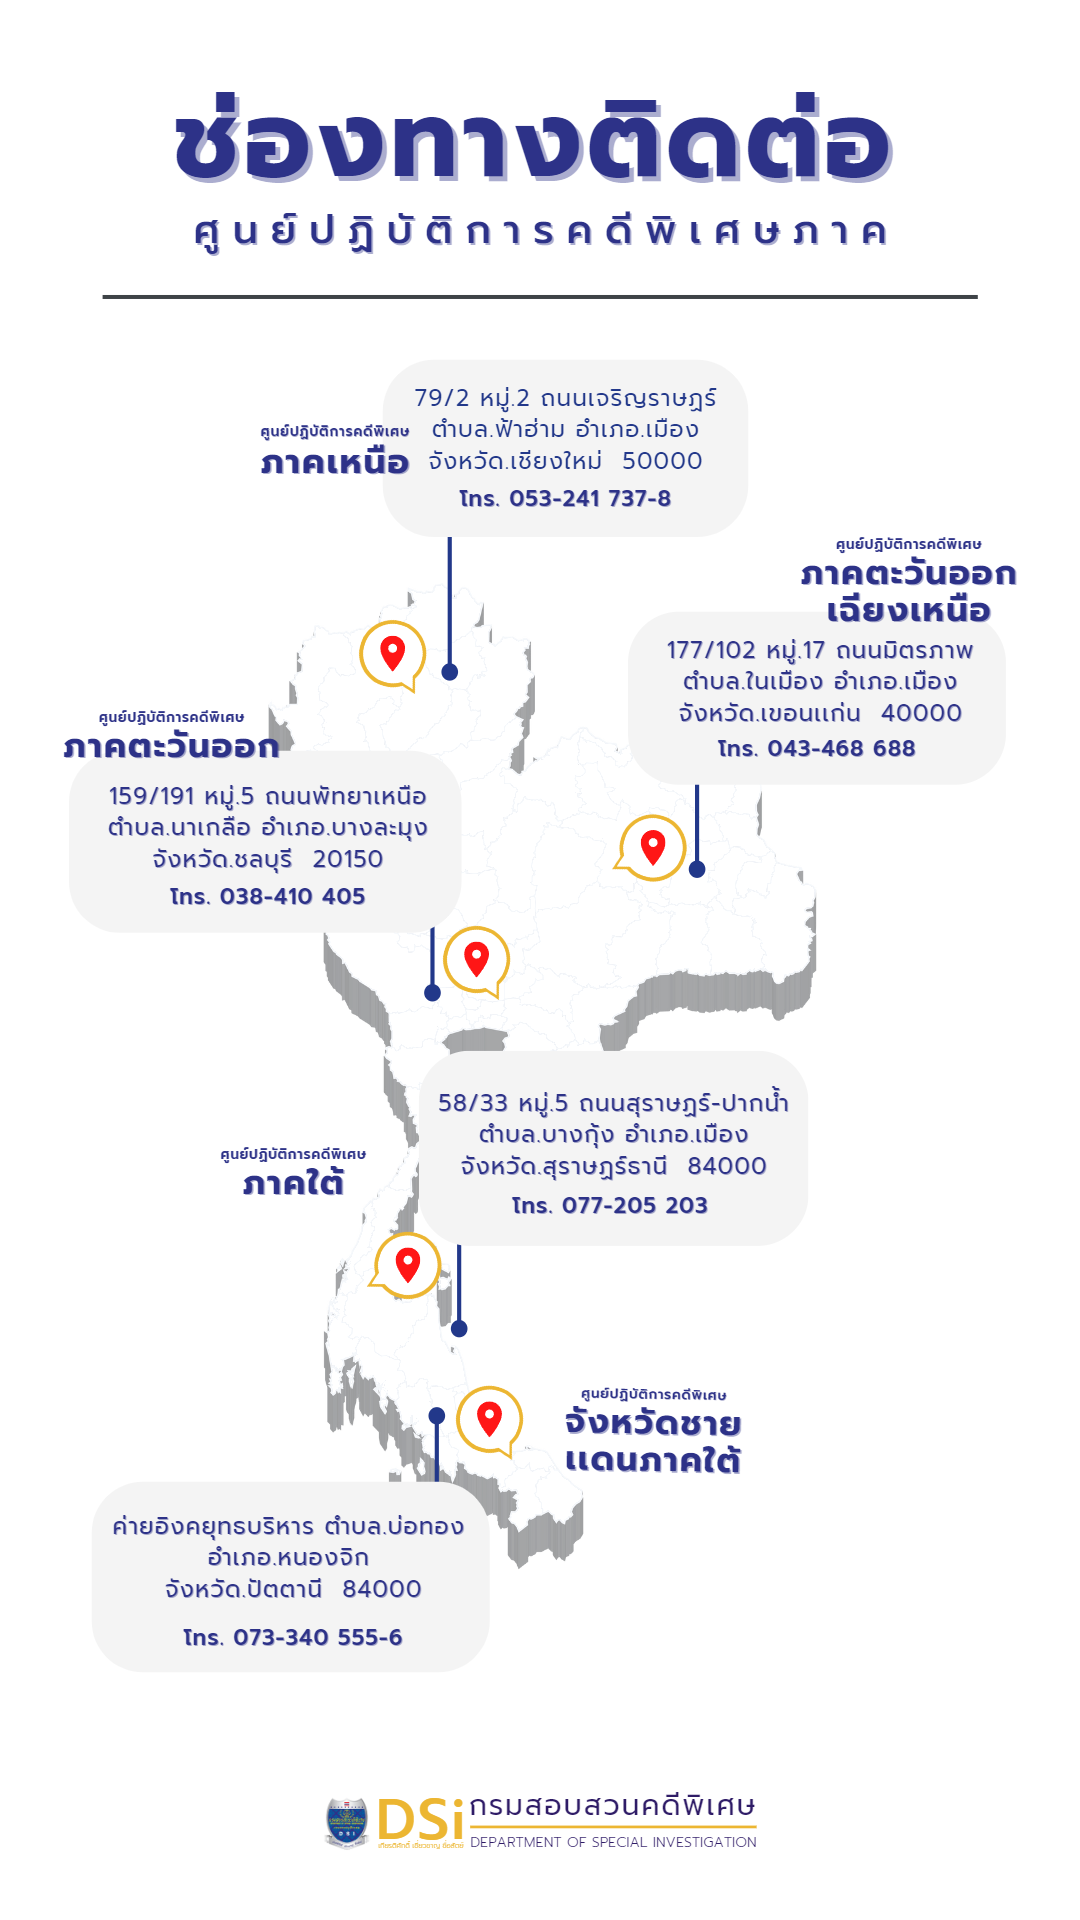 ช่องทางติดต่อ
ศูนย์ปฏิบัติการคดีพิเศษภาค
ศูนย์ปฏิบัติการคดีพิเศษ
ภาคเหนือ
79/2 หมู่.2 ถนนเจริญราษฎร์
ตำบล.ฟ้าฮ่าม อำเภอ.เมือง
จังหวัด.เชียงใหม่ 50000
โทร. 053-241 737-8
ศูนย์ปฏิบัติการคดีพิเศษ
ภาคตะวันออก
เฉียงเหนือ
177/102 หมู่.17 ถนนมิตรภาพ
ตำบล.ในเมือง อำเภอ.เมือง
จังหวัด.เขอนแก่น 40000
โทร. 043-468 688
ศูนย์ปฏิบัติการคดีพิเศษ
ภาคตะวันออก
159/191 หมู่.5 ถนนพัทยาเหนือ
ตำบล.นาเกลือ อำเภอ.บางละมุง
จังหวัด.ชลบุรี 20150
โทร. 038-410 405
ศูนย์ปฏิบัติการคดีพิเศษ
ภาคใต้
58/33 หมู่.5 ถนนสุราษฎร์-ปากน้ำ
ตำบล.บางกุ้ง อำเภอ.เมือง
จังหวัด.สุราษฎร์ธานี 84000
โทร. 077-205 203
ศูนย์ปฏิบัติการคดีพิเศษ
จังหวัดชาย
แดนภาคใต้
ค่ายอิงคยุทธบริหาร ตำบล.บ่อทอง
อำเภอ.หนองจิก
จังหวัด.ปัตตานี 84000
โทร. 073-340 555-6
DSi
เกียรติศักดิ์ เชี่ยวชาญ ซื่อสัตย์
กรมสอบสวนคดีพิเศษ
DEPARTMENT OF SPECIAL INVESTIGATION